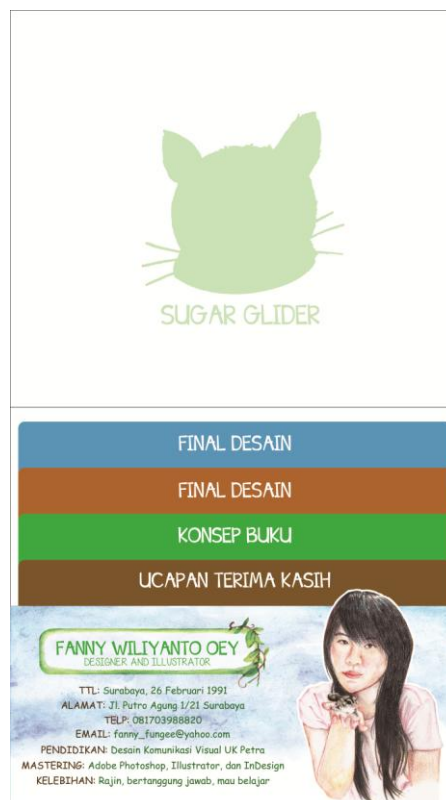 SUGAR GLIDER
FINAL DESAIN
FINAL DESAIN
KONSEP BUKU
UCAPAN TERIMA KASIH
FANNY WILIYANTO OEY
DESIGNER AND ILLUSTRATOR
TTL: Surabaya, 26 Februari 1991
ALAMAT: Jl. Putro Agung 1/21 Surabaya
TELP: 081703988820
EMAIL: fanny_fungee@yahoo.com
PENDIDIKAN: Desain Komunikasi Visual UK Petra
MASTERING: Adobe Photoshop, Illustrator, dan InDesign
KELEBIHAN: Rajin, bertanggung jawab, mau belajar